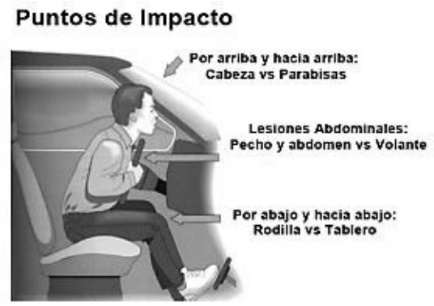 Puntos de Impacto
Por arriba y hacia arriba:
Cabeza vs Parabisas
Lesiones Abdominales:
Pecho y abdomen vs Volante
Por abajo y hacia abajo:
Rodilla vs Tablero